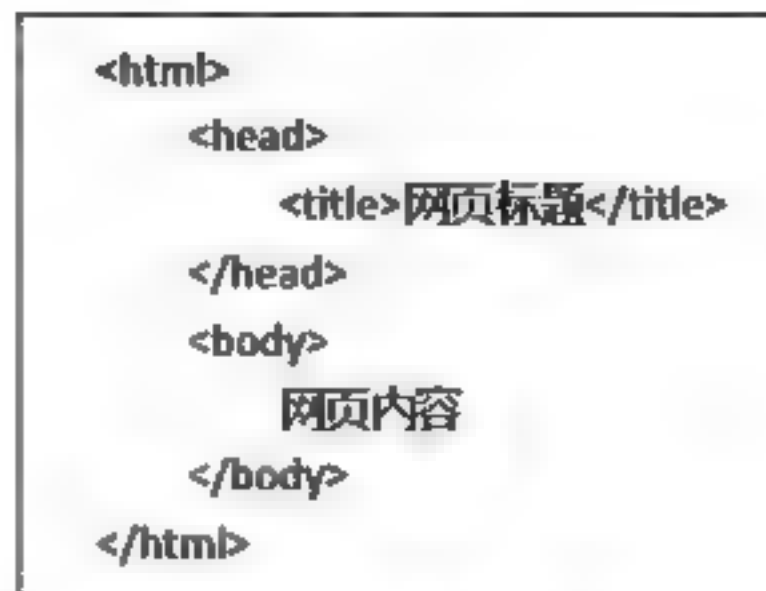 <html>
<head>
<title>网页标题</title>
</head>
<body>
网页内容
</body>
</html>